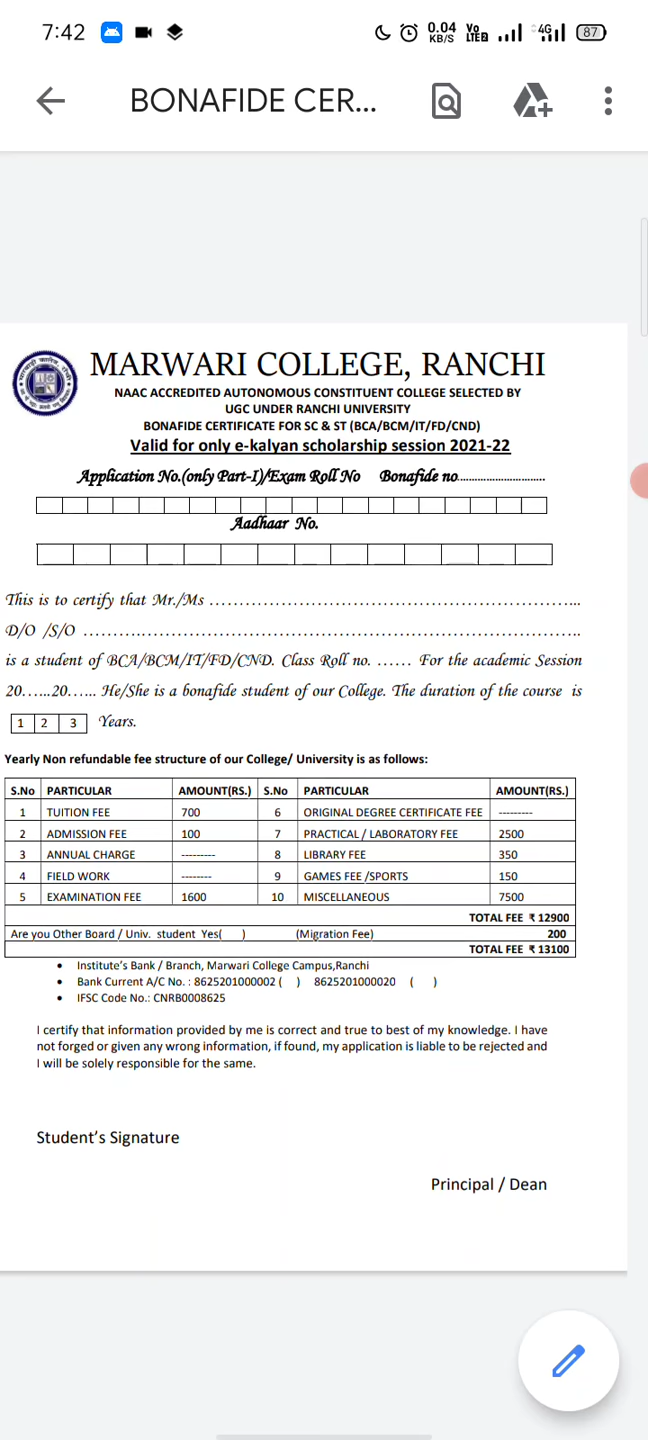 7:42 0.04 KB/S Vo LTE2 4G 87
BONAFIDE CER...
MARWARI COLLEGE, RANCHI
NAAC ACCREDITED AUTONOMOUS CONSTITUENT COLLEGE SELECTED BY
UGC UNDER RANCHI UNIVERSITY
BONAFIDE CERTIFICATE FOR SC & ST (BCA/BCM/IT/FD/CND)
Valid for only e-kalyan scholarship session 2021-22
Application No.(only Part-I)/Exam Roll No Bonafide no..............................
Aadhaar No.
This is to certify that Mr./Ms ……………………………………………………………...
D/O /S/O ………..…………………………………………………………………………..
is a student of BCA/BCM/IT/FD/CND. Class Roll no. …… For the academic Session
20…...20…... He/She is a bonafide student of our College. The duration of the course is
1 2 3 Years.
Yearly Non refundable fee structure of our College/ University is as follows:
S.No PARTICULAR AMOUNT(RS.) S.No PARTICULAR AMOUNT(RS.)
1 TUITION FEE 700 6 ORIGINAL DEGREE CERTIFICATE FEE ---------
2 ADMISSION FEE 100 7 PRACTICAL / LABORATORY FEE 2500
3 ANNUAL CHARGE --------- 8 LIBRARY FEE 350
4 FIELD WORK -------- 9 GAMES FEE /SPORTS 150
5 EXAMINATION FEE 1600 10 MISCELLANEOUS 7500
TOTAL FEE ₹ 12900
Are you Other Board / Univ. student Yes( ) (Migration Fee) 200
TOTAL FEE ₹ 13100
• Institute's Bank / Branch, Marwari College Campus,Ranchi
• Bank Current A/C No. : 8625201000002 ( ) 8625201000020 ( )
• IFSC Code No.: CNRB0008625
I certify that information provided by me is correct and true to best of my knowledge. I have
not forged or given any wrong information, if found, my application is liable to be rejected and
I will be solely responsible for the same.
Student's Signature
Principal / Dean